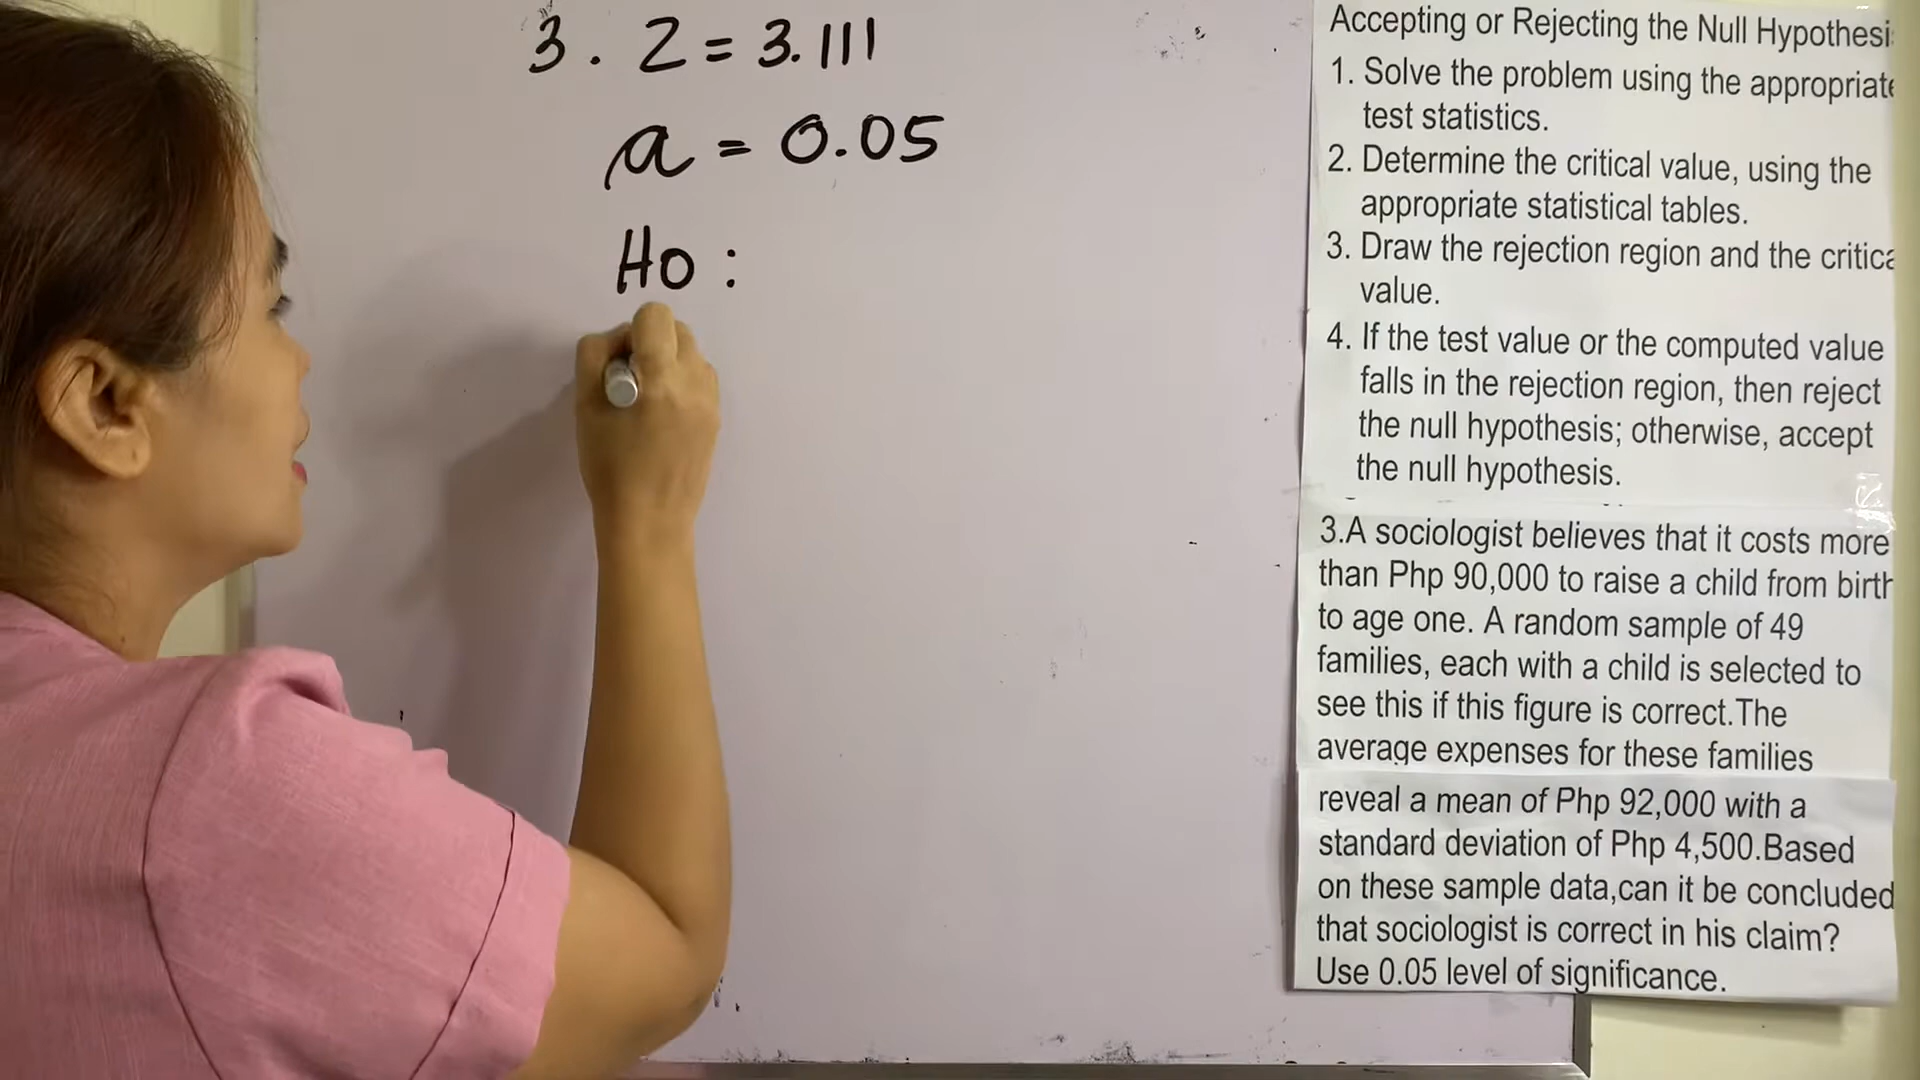 3. Z = 3.111
α = 0.05
Ho :
Accepting or Rejecting the Null Hypothesi
1. Solve the problem using the appropriate
test statistics.
2. Determine the critical value, using the
appropriate statistical tables.
3. Draw the rejection region and the critica
value.
4. If the test value or the computed value
falls in the rejection region, then reject
the null hypothesis; otherwise, accept
the null hypothesis.
3.A sociologist believes that it costs more
than Php 90,000 to raise a child from birth
to age one. A random sample of 49
families, each with a child is selected to
see this if this figure is correct.The
average expenses for these families
reveal a mean of Php 92,000 with a
standard deviation of Php 4,500.Based
on these sample data,can it be concluded
that sociologist is correct in his claim?
Use 0.05 level of significance.